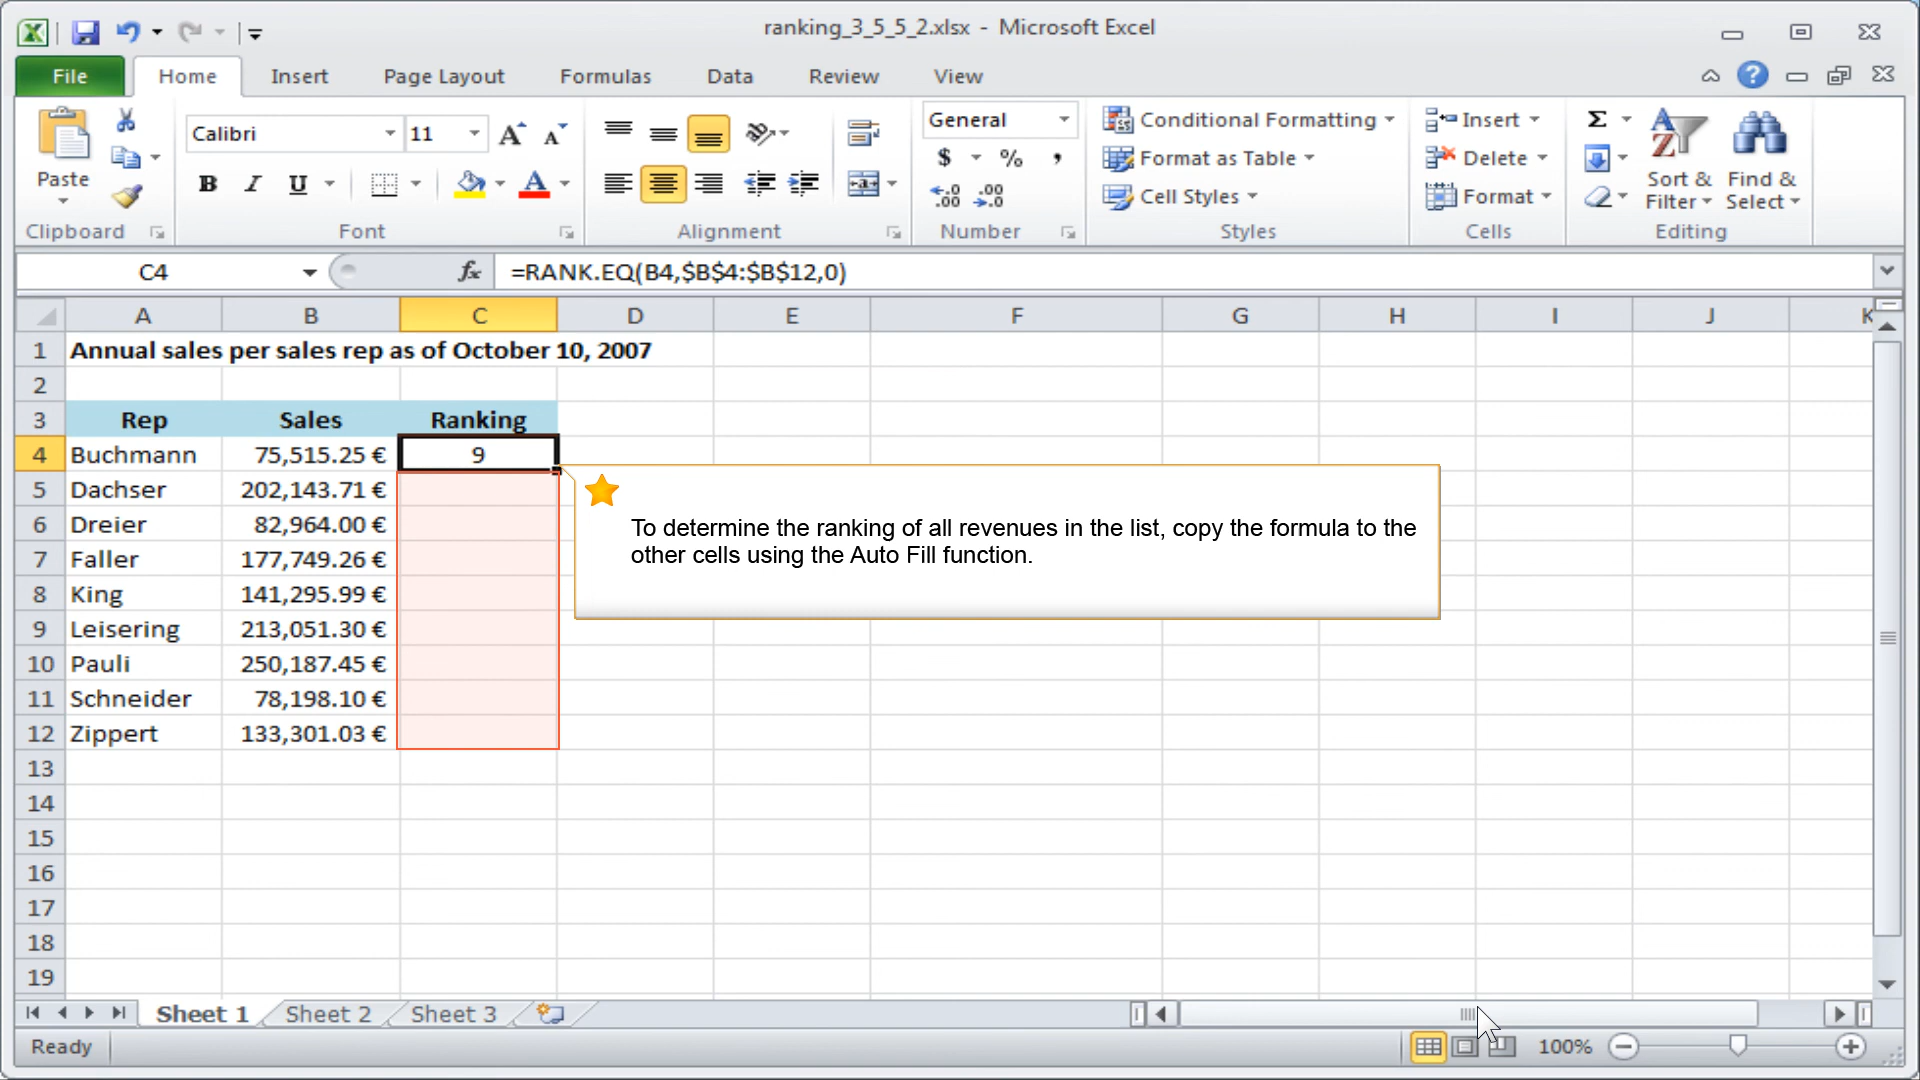 ranking_3_5_5_2.xlsx - Microsoft Excel
File Home Insert Page Layout Formulas Data Review View
Calibri 11 General Conditional Formatting Insert Σ
$ % , Format as Table Delete
Paste B I U A Cell Styles Format Sort & Filter Find & Select
Clipboard Font Alignment Number Styles Cells Editing
C4 fx =RANK.EQ(B4,$B$4:$B$12,0)
A B C D E F G H I J K
1 Annual sales per sales rep as of October 10, 2007
2
3 Rep Sales Ranking
4 Buchmann 75,515.25 € 9
5 Dachser 202,143.71 €
6 Dreier 82,964.00 €
7 Faller 177,749.26 €
8 King 141,295.99 €
9 Leisering 213,051.30 €
10 Pauli 250,187.45 €
11 Schneider 78,198.10 €
12 Zippert 133,301.03 €
To determine the ranking of all revenues in the list, copy the formula to the
other cells using the Auto Fill function.
13
14
15
16
17
18
19
Sheet 1 Sheet 2 Sheet 3
Ready 100%